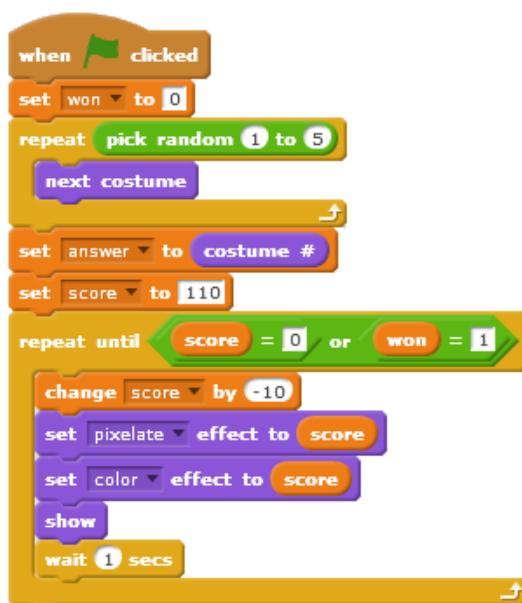 when clicked
set won to 0
repeat pick random 1 to 5
next costume
set answer to costume #
set score to 110
repeat until score = 0 or won = 1
change score by -10
set pixelate effect to score
set color effect to score
show
wait 1 secs